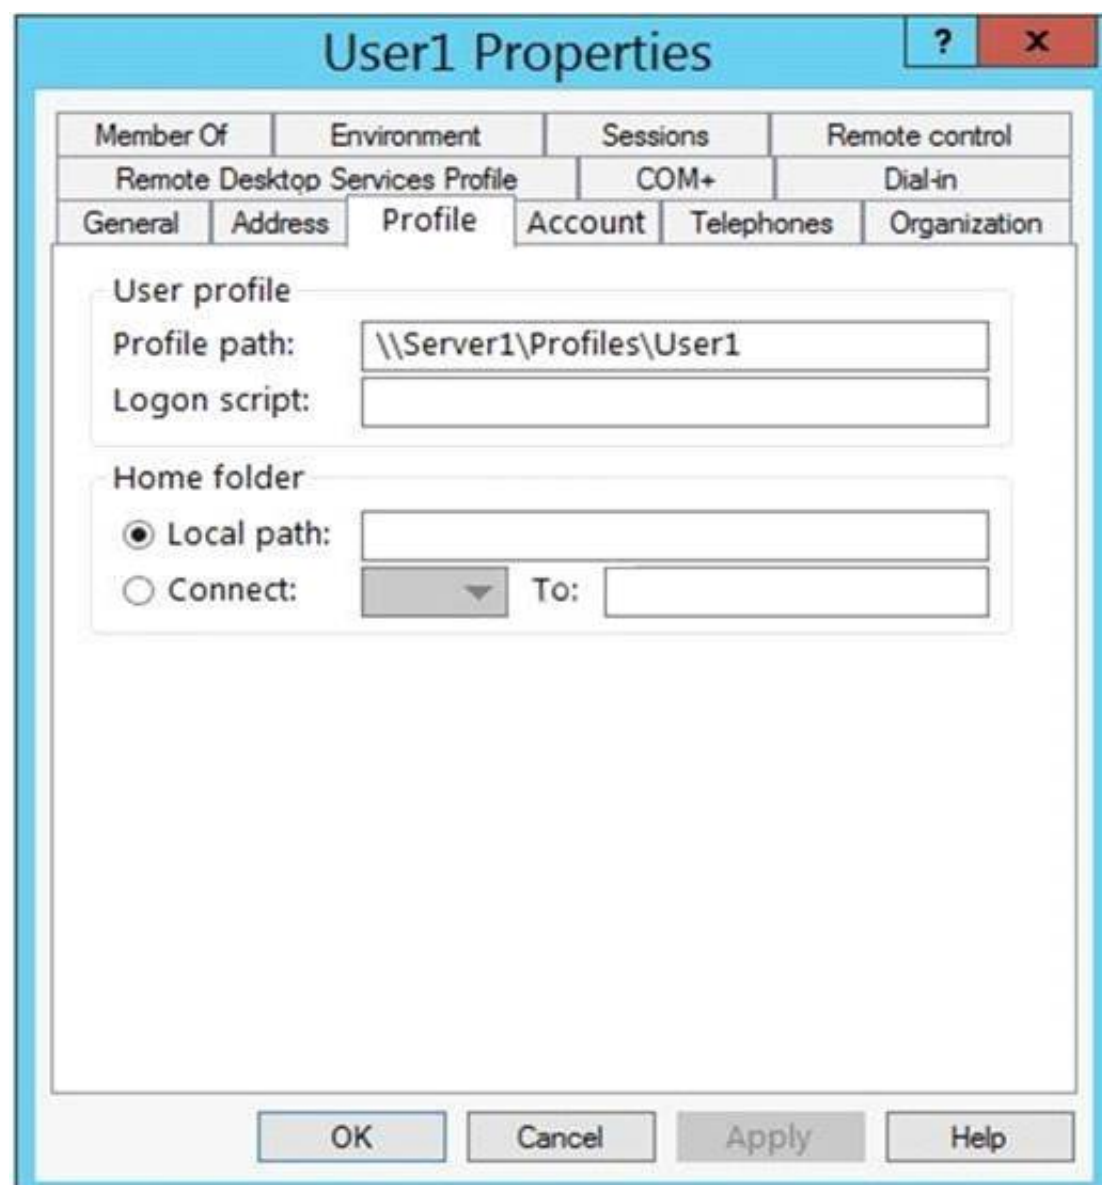 User1 Properties
? x
Member Of Environment Sessions Remote control
Remote Desktop Services Profile COM+ Dial-in
General Address Profile Account Telephones Organization
User profile
Profile path: \\Server1\Profiles\User1
Logon script:
Home folder
Local path:
Connect: To:
OK Cancel Apply Help